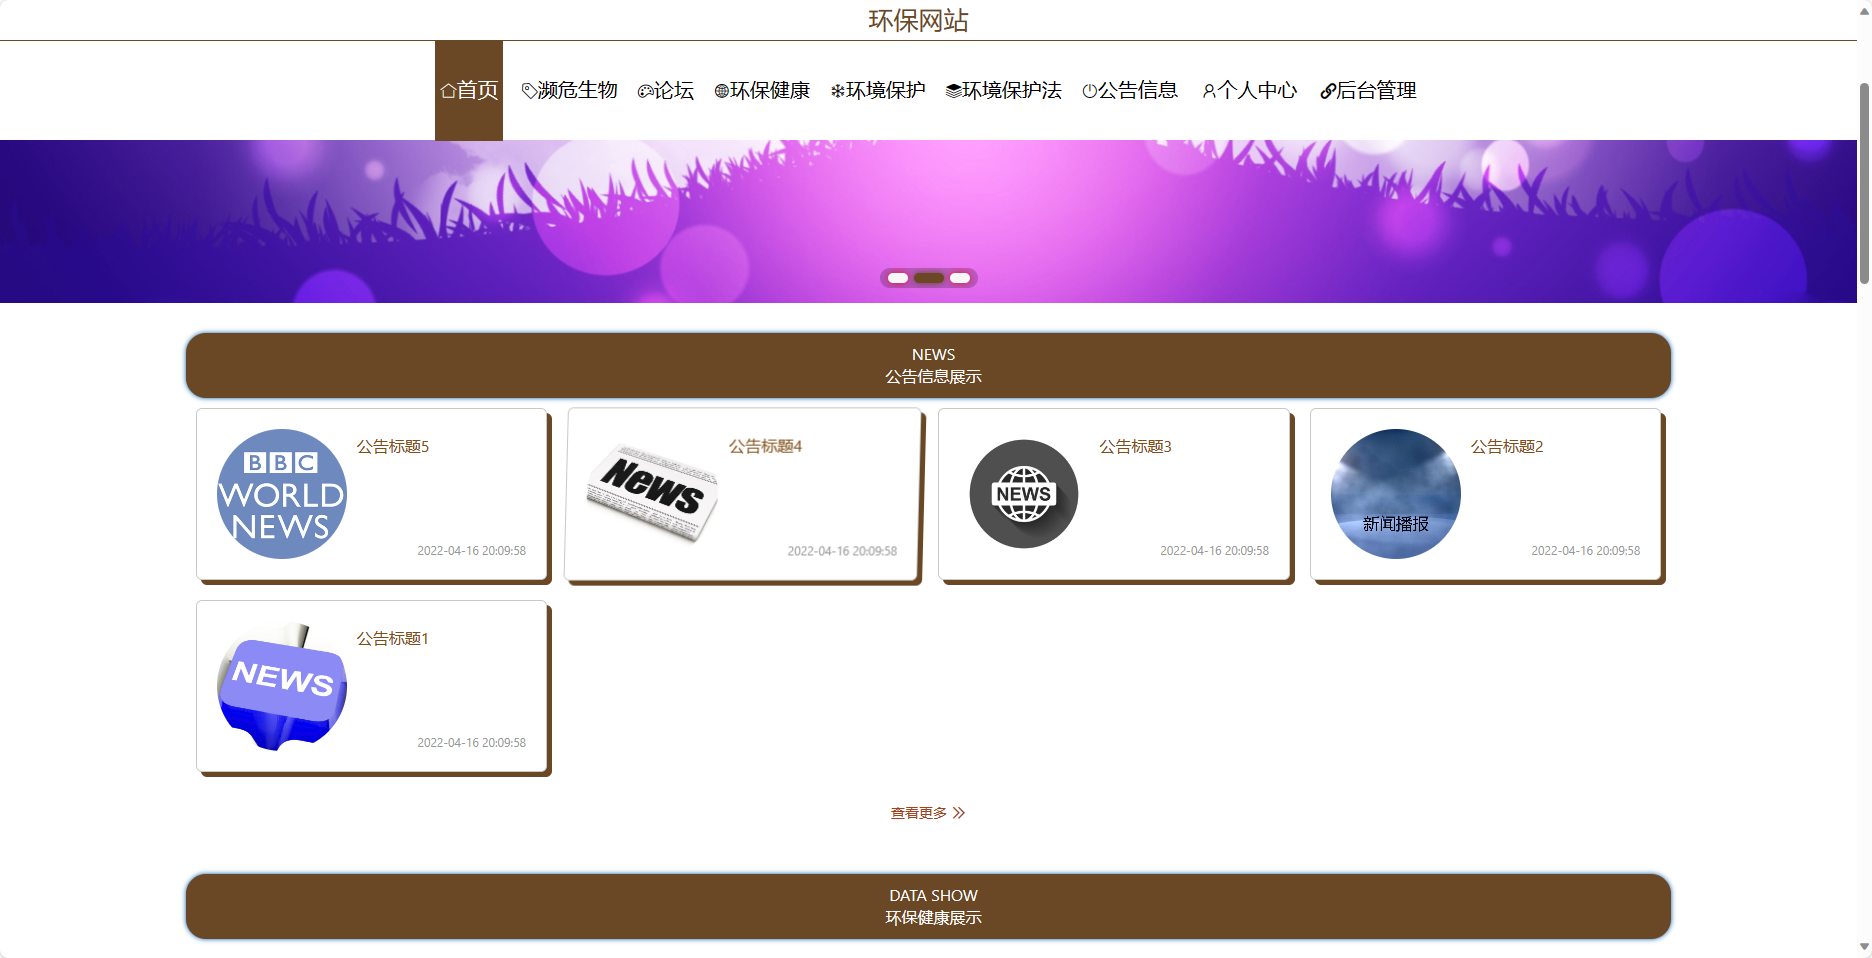 环保网站
首页 濒危生物 论坛 环保健康 环境保护 环境保护法 公告信息 个人中心 后台管理
NEWS
公告信息展示
BBC
WORLD
NEWS
公告标题5
2022-04-16 20:09:58
News
公告标题4
2022-04-16 20:09:58
NEWS
公告标题3
2022-04-16 20:09:58
新闻播报
公告标题2
2022-04-16 20:09:58
NEWS
公告标题1
2022-04-16 20:09:58
查看更多
DATA SHOW
环保健康展示